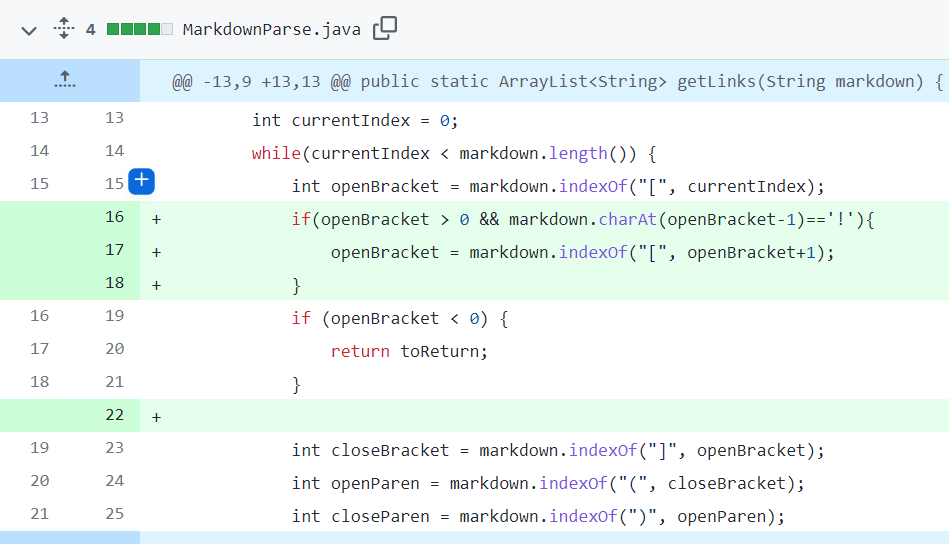 4 MarkdownParse.java
@@ -13,9 +13,13 @@ public static ArrayList<String> getLinks(String markdown) {
13 13 int currentIndex = 0;
14 14 while(currentIndex < markdown.length()) {
15 15 + int openBracket = markdown.indexOf("[", currentIndex);
16 + if(openBracket > 0 && markdown.charAt(openBracket-1)=='!'){
17 + openBracket = markdown.indexOf("[", openBracket+1);
18 + }
16 19 if (openBracket < 0) {
17 20 return toReturn;
18 21 }
22 +
19 23 int closeBracket = markdown.indexOf("]", openBracket);
20 24 int openParen = markdown.indexOf("(", closeBracket);
21 25 int closeParen = markdown.indexOf(")", openParen);